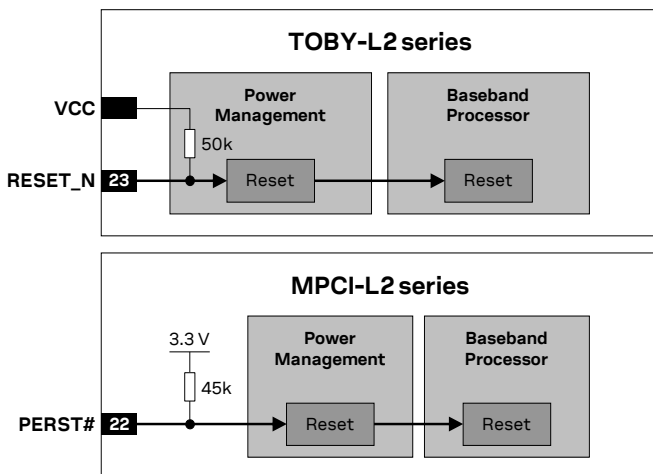 TOBY-L2 series
Power
Management
Baseband
Processor
VCC
50k
RESET_N
23
Reset
Reset
MPCI-L2 series
3.3 V
Power
Management
Baseband
Processor
45k
PERST#
22
Reset
Reset